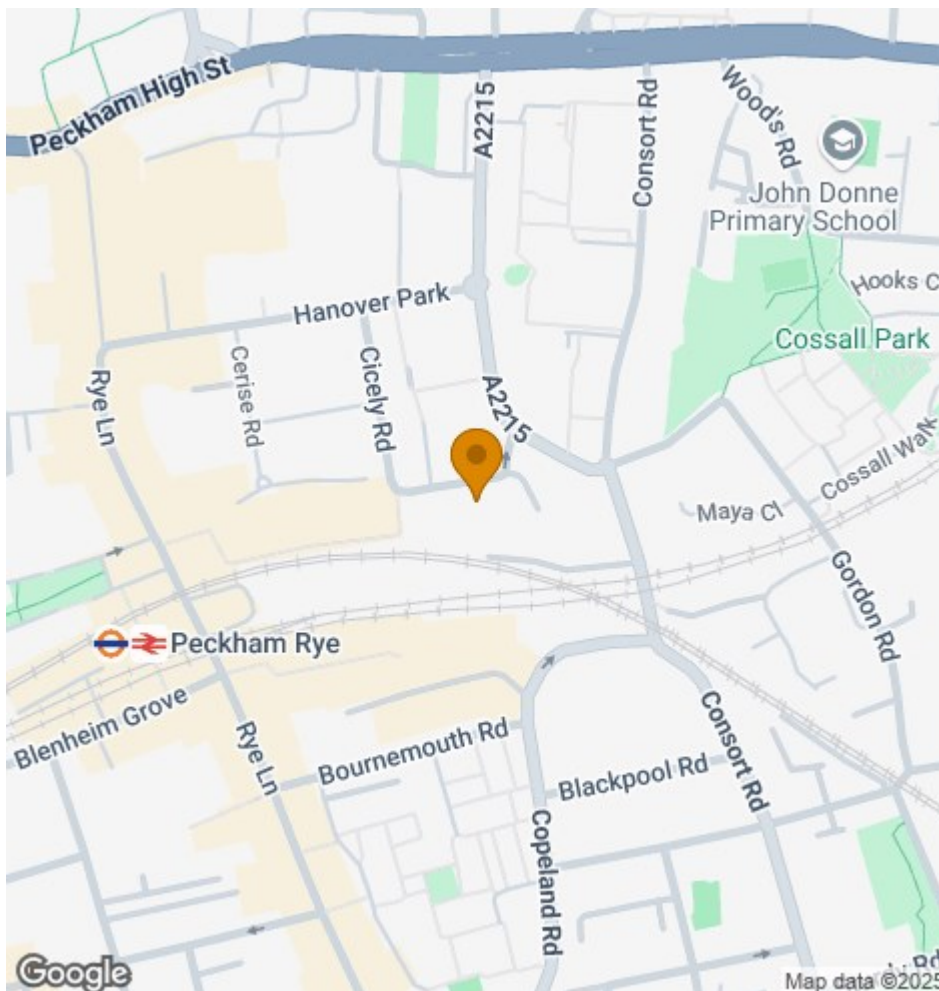 Peckham High St
A2215
Consort Rd
Wood's Rd
John Donne
Primary School
Hanover Park
Hooks C
Cossall Park
Cerise Rd
Cicely Rd
Rye Ln
A2215
Cossall Walk
Maya Cl
Gordon Rd
Peckham Rye
Blenheim Grove
Rye Ln
Bournemouth Rd
Consort Rd
Blackpool Rd
Copeland Rd
Google
Rd
Map data ©2025